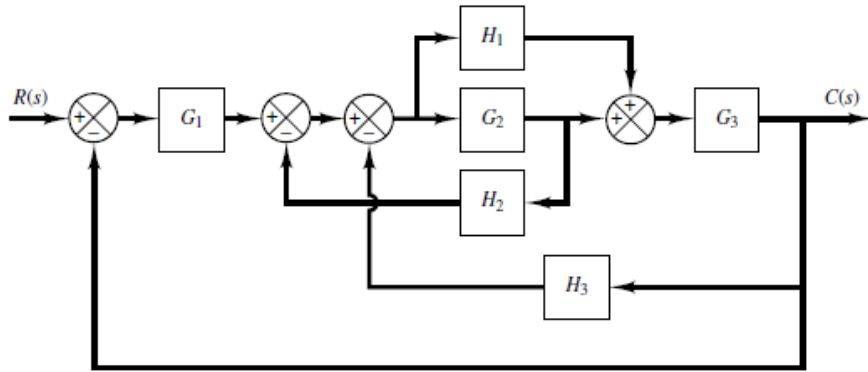 H1
R(s)
+
−
G1
+
−
+
−
G2
+
+
G3
C(s)
H2
H3